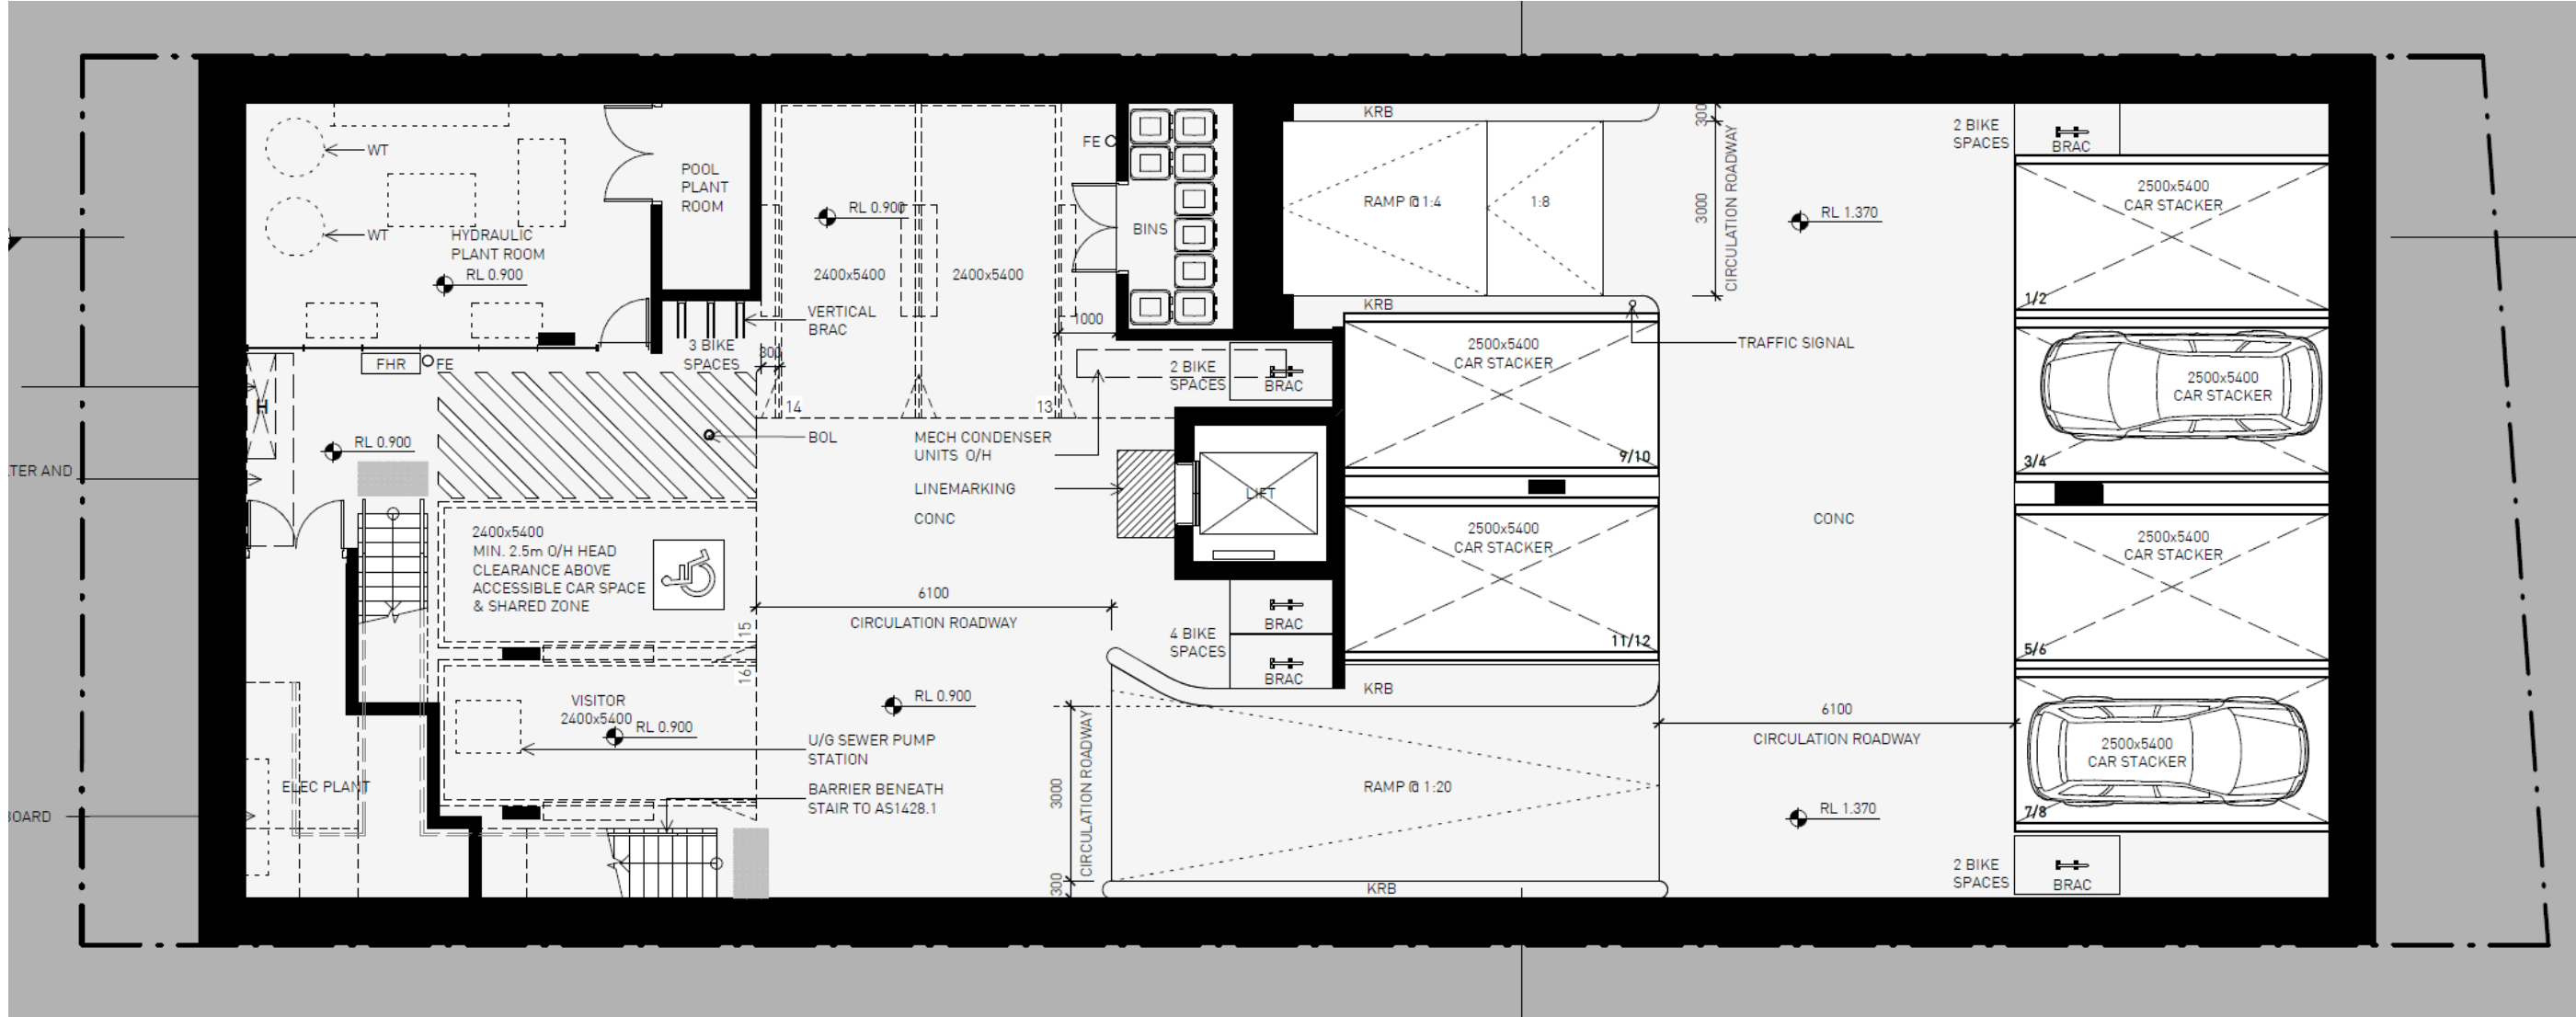 WT
WT
HYDRAULIC
PLANT ROOM
RL 0.900
POOL
PLANT
ROOM
RL 0.900
2400x5400
2400x5400
FE
BINS
VERTICAL
BRAC
1000
3 BIKE
SPACES
300
FHR
FE
H
RL 0.900
TER AND
14
13
BOL
MECH CONDENSER
UNITS O/H
LINEMARKING
CONC
2 BIKE
SPACES
BRAC
LIFT
2400x5400
MIN. 2.5m O/H HEAD
CLEARANCE ABOVE
ACCESSIBLE CAR SPACE
& SHARED ZONE
15
16
6100
CIRCULATION ROADWAY
4 BIKE
SPACES
BRAC
BRAC
VISITOR
2400x5400
RL 0.900
RL 0.900
U/G SEWER PUMP
STATION
BARRIER BENEATH
STAIR TO AS1428.1
ELEC PLANT
BOARD
3000
CIRCULATION ROADWAY
300
KRB
RAMP @ 1:4
1:8
KRB
300
3000
CIRCULATION ROADWAY
RL 1.370
TRAFFIC SIGNAL
2500x5400
CAR STACKER
9/10
2500x5400
CAR STACKER
11/12
KRB
RAMP @ 1:20
KRB
CONC
6100
CIRCULATION ROADWAY
RL 1.370
2 BIKE
SPACES
BRAC
2500x5400
CAR STACKER
1/2
2500x5400
CAR STACKER
3/4
2500x5400
CAR STACKER
5/6
2500x5400
CAR STACKER
7/8
2 BIKE
SPACES
BRAC